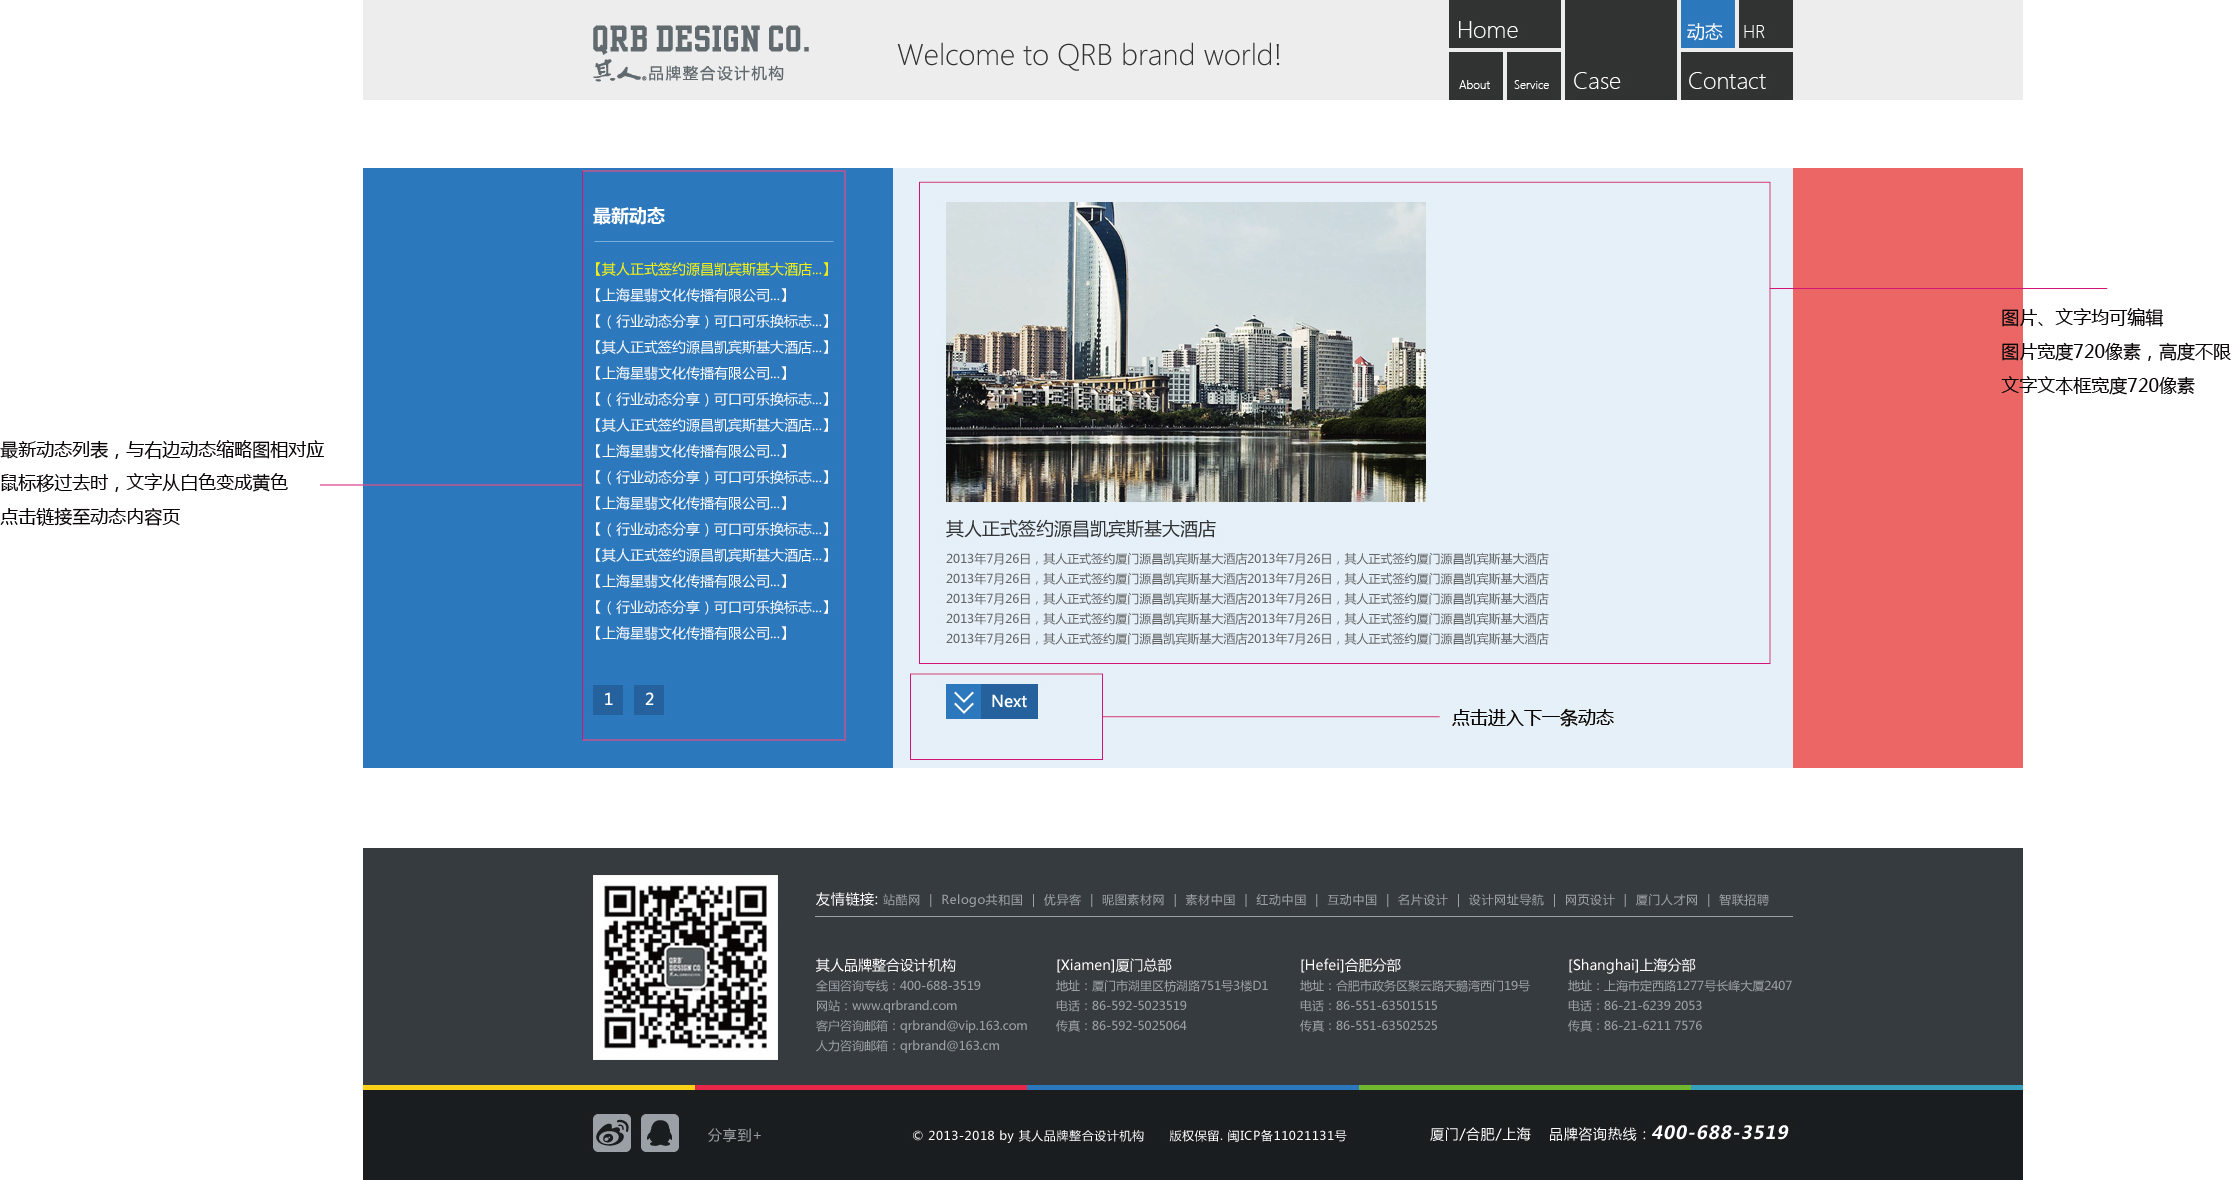 QRB DESIGN CO.
其人®品牌整合设计机构
Welcome to QRB brand world!
Home
About
Service
Case
动态
HR
Contact
最新动态
【其人正式签约源昌凯宾斯基大酒店...】
【上海星翡文化传播有限公司...】
【（行业动态分享）可口可乐换标志...】
【其人正式签约源昌凯宾斯基大酒店...】
【上海星翡文化传播有限公司...】
【（行业动态分享）可口可乐换标志...】
【其人正式签约源昌凯宾斯基大酒店...】
【上海星翡文化传播有限公司...】
【（行业动态分享）可口可乐换标志...】
【上海星翡文化传播有限公司...】
【（行业动态分享）可口可乐换标志...】
【其人正式签约源昌凯宾斯基大酒店...】
【上海星翡文化传播有限公司...】
【（行业动态分享）可口可乐换标志...】
【上海星翡文化传播有限公司...】
1 2
最新动态列表，与右边动态缩略图相对应
鼠标移过去时，文字从白色变成黄色
点击链接至动态内容页
其人正式签约源昌凯宾斯基大酒店
2013年7月26日，其人正式签约厦门源昌凯宾斯基大酒店2013年7月26日，其人正式签约厦门源昌凯宾斯基大酒店
2013年7月26日，其人正式签约厦门源昌凯宾斯基大酒店2013年7月26日，其人正式签约厦门源昌凯宾斯基大酒店
2013年7月26日，其人正式签约厦门源昌凯宾斯基大酒店2013年7月26日，其人正式签约厦门源昌凯宾斯基大酒店
2013年7月26日，其人正式签约厦门源昌凯宾斯基大酒店2013年7月26日，其人正式签约厦门源昌凯宾斯基大酒店
2013年7月26日，其人正式签约厦门源昌凯宾斯基大酒店2013年7月26日，其人正式签约厦门源昌凯宾斯基大酒店
Next
点击进入下一条动态
图片、文字均可编辑
图片宽度720像素，高度不限
文字文本框宽度720像素
QRB
DESIGN CO.
友情链接: 站酷网 | Relogo共和国 | 优异客 | 昵图素材网 | 素材中国 | 红动中国 | 互动中国 | 名片设计 | 设计网址导航 | 网页设计 | 厦门人才网 | 智联招聘
其人品牌整合设计机构
全国咨询专线：400-688-3519
网站：www.qrbrand.com
客户咨询邮箱：qrbrand@vip.163.com
人力咨询邮箱：qrbrand@163.cm
[Xiamen]厦门总部
地址：厦门市湖里区枋湖路751号3楼D1
电话：86-592-5023519
传真：86-592-5025064
[Hefei]合肥分部
地址：合肥市政务区聚云路天鹅湾西门19号
电话：86-551-63501515
传真：86-551-63502525
[Shanghai]上海分部
地址：上海市定西路1277号长峰大厦2407
电话：86-21-6239 2053
传真：86-21-6211 7576
分享到+
© 2013-2018 by 其人品牌整合设计机构 版权保留. 闽ICP备11021131号
厦门/合肥/上海 品牌咨询热线：400-688-3519